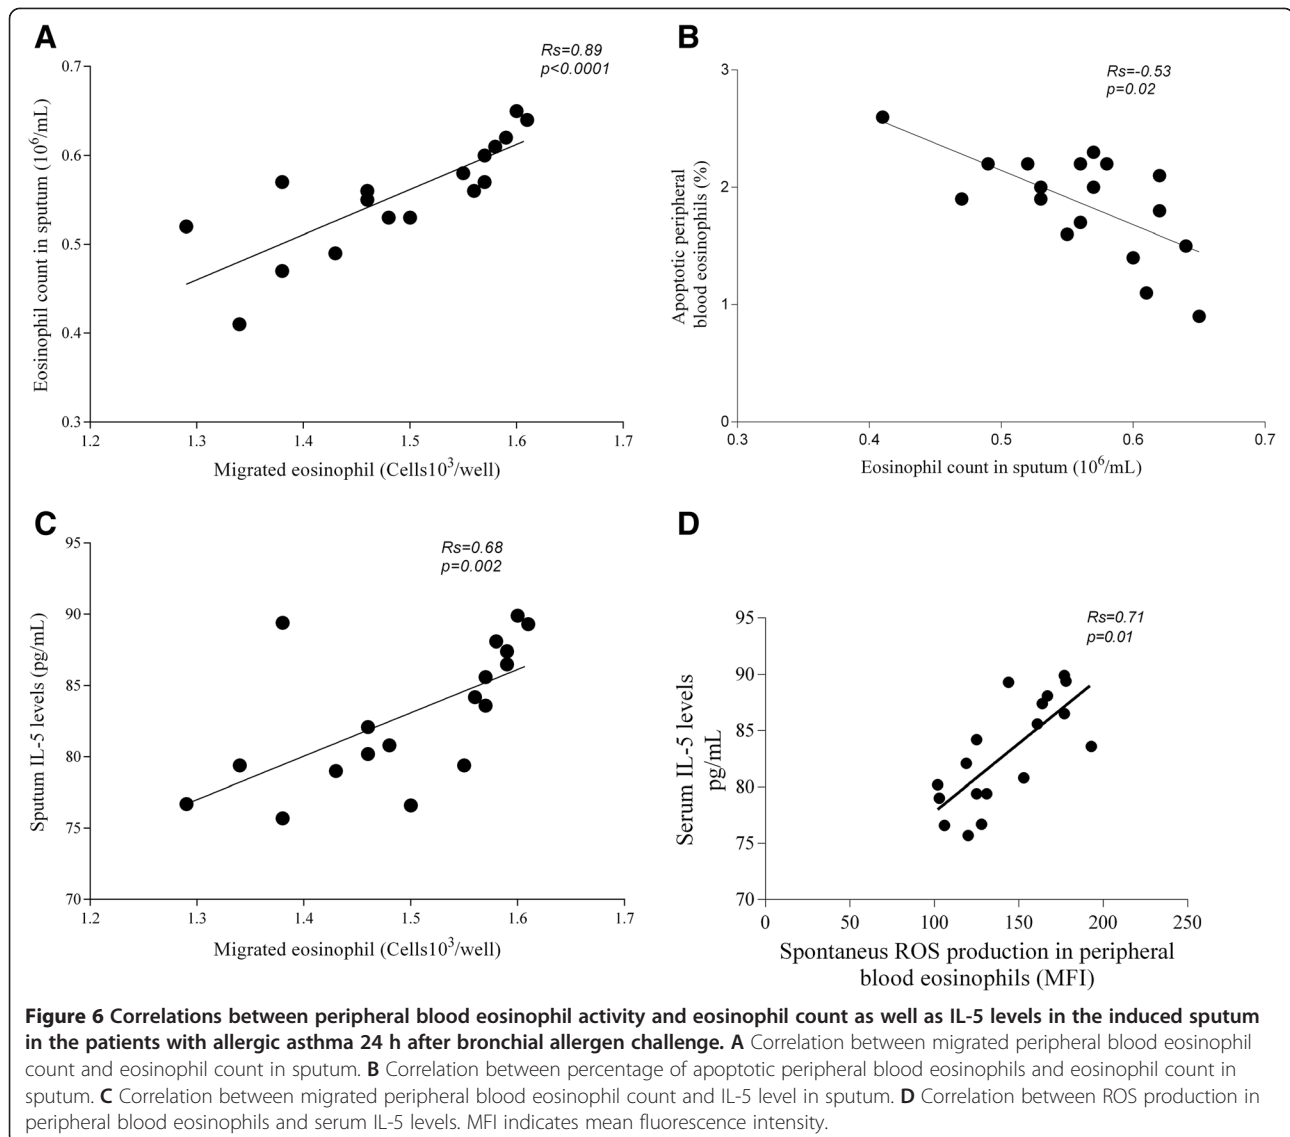 A
Rs=0.89
p<0.0001
0.7
0.6
0.5
0.4
0.3
Eosinophil count in sputum (10⁶/mL)
1.2 1.3 1.4 1.5 1.6 1.7
Migrated eosinophil (Cells10³/well)
B
Rs=-0.53
p=0.02
3
2
1
0
Apoptotic peripheral
blood eosinophils (%)
0.3 0.4 0.5 0.6 0.7
Eosinophil count in sputum (10⁶/mL)
C
Rs=0.68
p=0.002
95
90
85
80
75
70
Sputum IL-5 levels (pg/mL)
1.2 1.3 1.4 1.5 1.6 1.7
Migrated eosinophil (Cells10³/well)
D
Rs=0.71
p=0.01
95
90
85
80
75
70
Serum IL-5 levels
pg/mL
0 50 100 150 200 250
Spontaneus ROS production in peripheral
blood eosinophils (MFI)
Figure 6 Correlations between peripheral blood eosinophil activity and eosinophil count as well as IL-5 levels in the induced sputum
in the patients with allergic asthma 24 h after bronchial allergen challenge. A Correlation between migrated peripheral blood eosinophil
count and eosinophil count in sputum. B Correlation between percentage of apoptotic peripheral blood eosinophils and eosinophil count in
sputum. C Correlation between migrated peripheral blood eosinophil count and IL-5 level in sputum. D Correlation between ROS production in
peripheral blood eosinophils and serum IL-5 levels. MFI indicates mean fluorescence intensity.